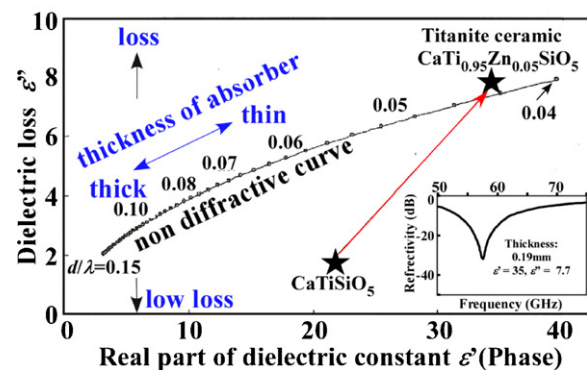 loss
Titanite ceramic
CaTi0.95Zn0.05SiO5
Dielectric loss ε"
10
8
6
4
2
0
thickness of absorber
thin
thick
0.04
0.05
0.06
0.07
0.08
0.10
d/λ=0.15
non diffractive curve
low loss
CaTiSiO5
50
60
70
0
-20
-40
Refrectivity (dB)
Thickness:
0.19mm
ε'= 35, ε" = 7.7
Frequency (GHz)
0
10
20
30
40
Real part of dielectric constant ε'(Phase)